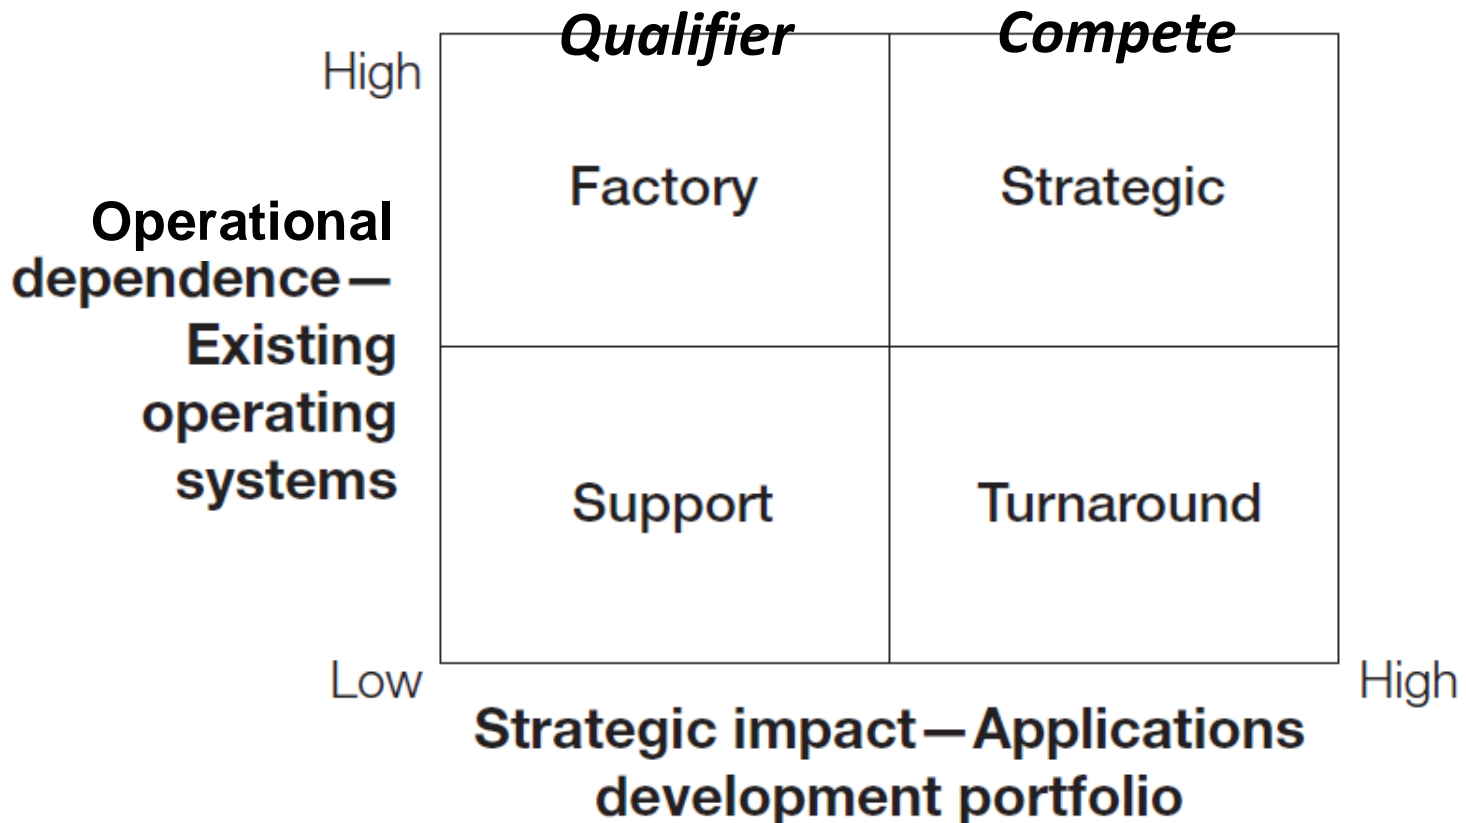 Qualifier
Compete
High
Factory
Strategic
Operational
dependence—
Existing
operating
systems
Support
Turnaround
Low
High
Strategic impact—Applications
development portfolio